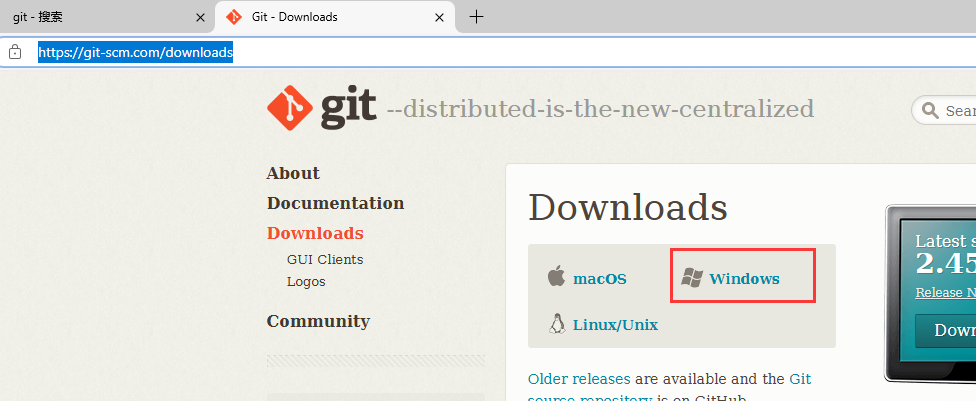 git - 搜索
Git - Downloads
https://git-scm.com/downloads
git --distributed-is-the-new-centralized
About
Documentation
Downloads
GUI Clients
Logos
Community
Downloads
macOS
Windows
Linux/Unix
Older releases are available and the Git
source repository is on GitHub.
Latest s
2.45
Release N
Down
Sear